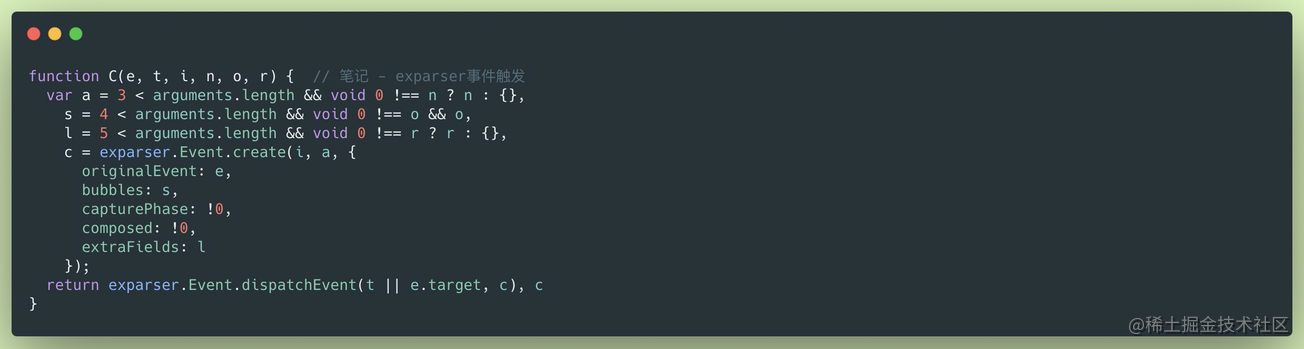 function C(e, t, i, n, o, r) {  // 笔记 - exparser事件触发
  var a = 3 < arguments.length && void 0 !== n ? n : {},
    s = 4 < arguments.length && void 0 !== o && o,
    l = 5 < arguments.length && void 0 !== r ? r : {},
    c = exparser.Event.create(i, a, {
      originalEvent: e,
      bubbles: s,
      capturePhase: !0,
      composed: !0,
      extraFields: l
    });
  return exparser.Event.dispatchEvent(t || e.target, c), c
}
@稀土掘金技术社区